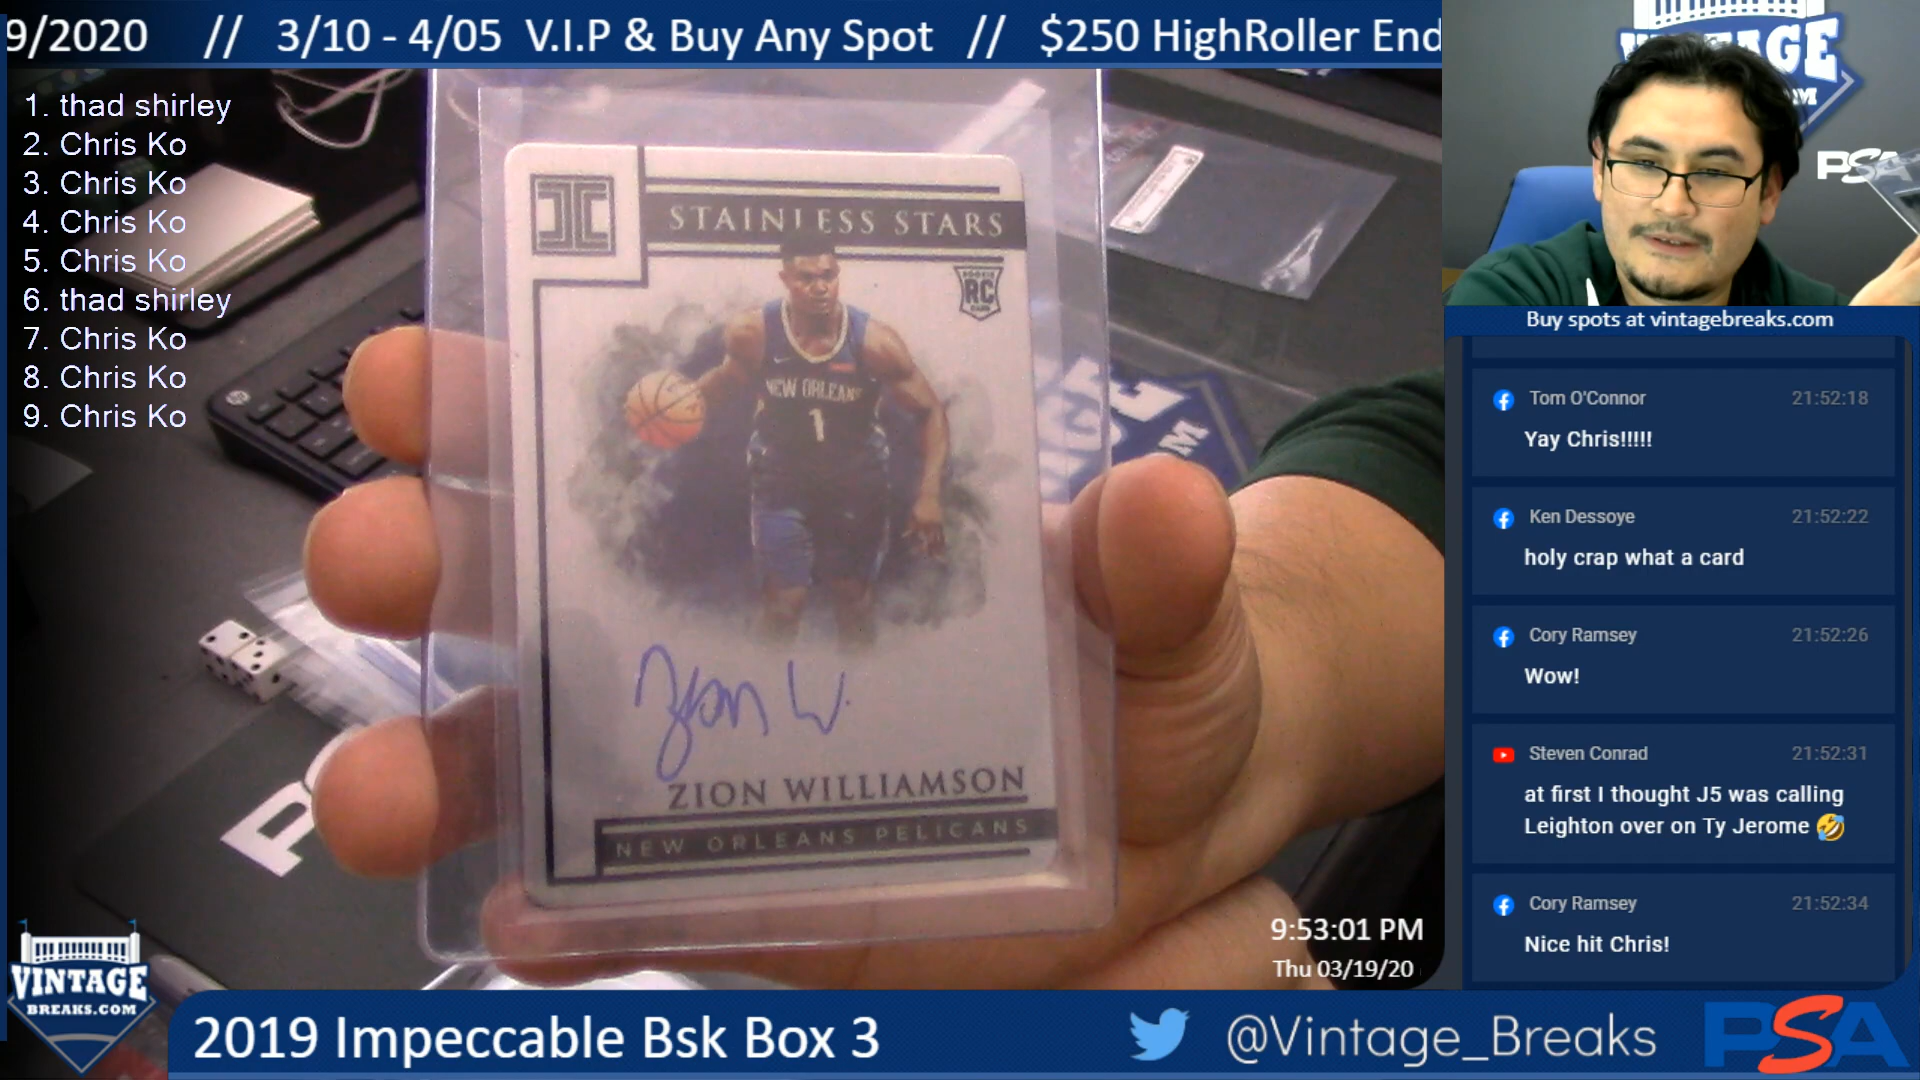 9/2020 // 3/10 - 4/05 V.I.P & Buy Any Spot // $250 HighRoller End
1. thad shirley
2. Chris Ko
3. Chris Ko
4. Chris Ko
5. Chris Ko
6. thad shirley
7. Chris Ko
8. Chris Ko
9. Chris Ko
STAINLESS STARS
ROOKIE
RC
CARD
NEW ORLEANS
1
Zion W.
ZION WILLIAMSON
NEW ORLEANS PELICANS
9:53:01 PM
Thu 03/19/20
PSA
Buy spots at vintagebreaks.com
Tom O'Connor 21:52:18
Yay Chris!!!!!
Ken Dessoye 21:52:22
holy crap what a card
Cory Ramsey 21:52:26
Wow!
Steven Conrad 21:52:31
at first I thought J5 was calling
Leighton over on Ty Jerome 🤣
Cory Ramsey 21:52:34
Nice hit Chris!
VINTAGE
BREAKS.COM
2019 Impeccable Bsk Box 3
@Vintage_Breaks
PSA